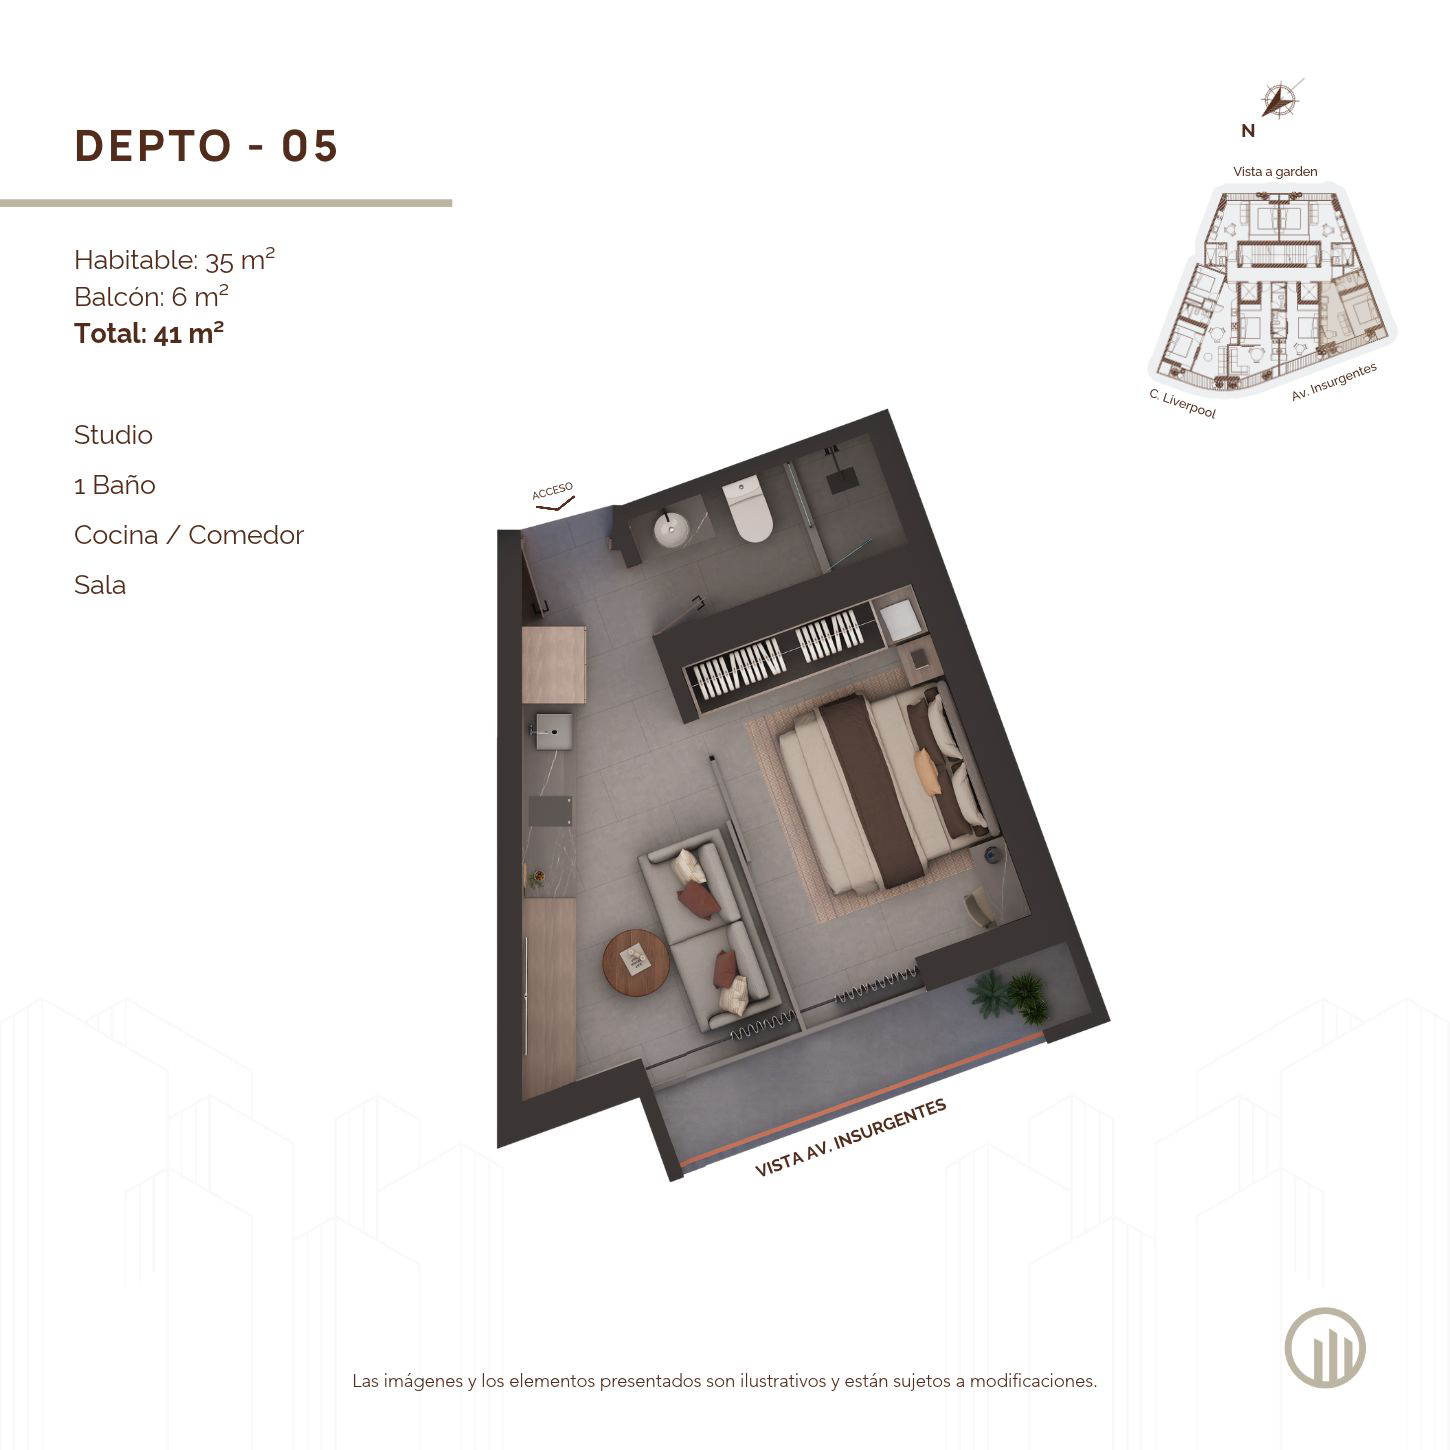 DEPTO - 05
Habitable: 35 m²
Balcón: 6 m²
Total: 41 m²
Studio
1 Baño
Cocina / Comedor
Sala
N
Vista a garden
C. Liverpool
Av. Insurgentes
ACCESO
VISTA AV. INSURGENTES
Las imágenes y los elementos presentados son ilustrativos y están sujetos a modificaciones.